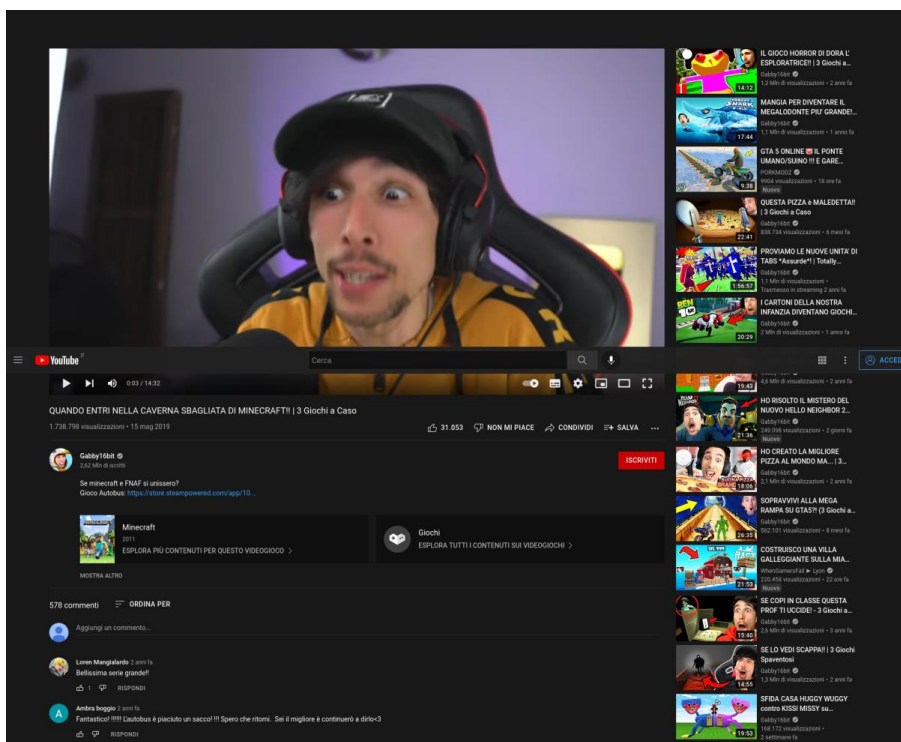 IL GIOCO HORROR DI DORA L'
ESPLORATRICE!! | 3 Giochi a...
Gabby16bit
1,3 Mln di visualizzazioni • 2 anni fa
14:12
MANGIA PER DIVENTARE IL
MEGALODONTE PIU' GRANDE!...
Gabby16bit
1,1 Mln di visualizzazioni • 1 anno fa
17:44
GTA 5 ONLINE IL PONTE
UMANO/SUINO !!! E GARE...
PORKMODZ
9904 visualizzazioni • 18 ore fa
Nuovo
9:38
QUESTA PIZZA è MALEDETTA!!
| 3 Giochi a Caso
Gabby16bit
838.734 visualizzazioni • 6 mesi fa
22:41
PROVIAMO LE NUOVE UNITA' DI
TABS *Assurde*! | Totally...
Gabby16bit
1,1 Mln di visualizzazioni •
Trasmesso in streaming 2 anni fa
1:56:57
I CARTONI DELLA NOSTRA
INFANZIA DIVENTANO GIOCHI...
Gabby16bit
2 Mln di visualizzazioni • 1 anno fa
20:29
YouTube IT
Cerca
ACCED
0:03 / 14:32
4,6 Mln di visualizzazioni • 2 anni fa
19:43
QUANDO ENTRI NELLA CAVERNA SBAGLIATA DI MINECRAFT!! | 3 Giochi a Caso
1.738.798 visualizzazioni • 15 mag 2019
31.053 NON MI PIACE CONDIVIDI SALVA ...
Gabby16bit
2,62 Mln di iscritti
ISCRIVITI
Se minecraft e FNAF si unissero?
Gioco Autobus: https://store.steampowered.com/app/10...
Minecraft
2011
ESPLORA PIÙ CONTENUTI PER QUESTO VIDEOGIOCO >
Giochi
ESPLORA TUTTI I CONTENUTI SUI VIDEOGIOCHI >
MOSTRA ALTRO
578 commenti ORDINA PER
Aggiungi un commento...
Loren Mangialardo 2 anni fa
Bellissima serie grande!!
1 RISPONDI
A
Ambra boggio 2 anni fa
Fantastico! !!!!!! L'autobus è piaciuto un sacco! !!! Spero che ritorni. Sei il migliore è continuerò a dirlo<3
RISPONDI
HO RISOLTO IL MISTERO DEL
NUOVO HELLO NEIGHBOR 2...
Gabby16bit
249.098 visualizzazioni • 2 giorni fa
Nuovo
21:36
HO CREATO LA MIGLIORE
PIZZA AL MONDO MA... | 3...
Gabby16bit
2,1 Mln di visualizzazioni • 2 anni fa
18:06
SOPRAVVIVI ALLA MEGA
RAMPA SU GTA5?! (3 Giochi a...
Gabby16bit
562.101 visualizzazioni • 8 mesi fa
26:35
COSTRUISCO UNA VILLA
GALLEGGIANTE SULLA MIA...
WhenGamersFail ► Lyon
220.458 visualizzazioni • 22 ore fa
Nuovo
21:53
SE COPI IN CLASSE QUESTA
PROF TI UCCIDE! - 3 Giochi a...
Gabby16bit
2,6 Mln di visualizzazioni • 3 anni fa
15:40
SE LO VEDI SCAPPA!! | 3 Giochi
Spaventosi
Gabby16bit
1,3 Mln di visualizzazioni • 2 anni fa
14:55
SFIDA CASA HUGGY WUGGY
contro KISSI MISSY su...
Gabby16bit
168.172 visualizzazioni •
2 settimane fa
19:53